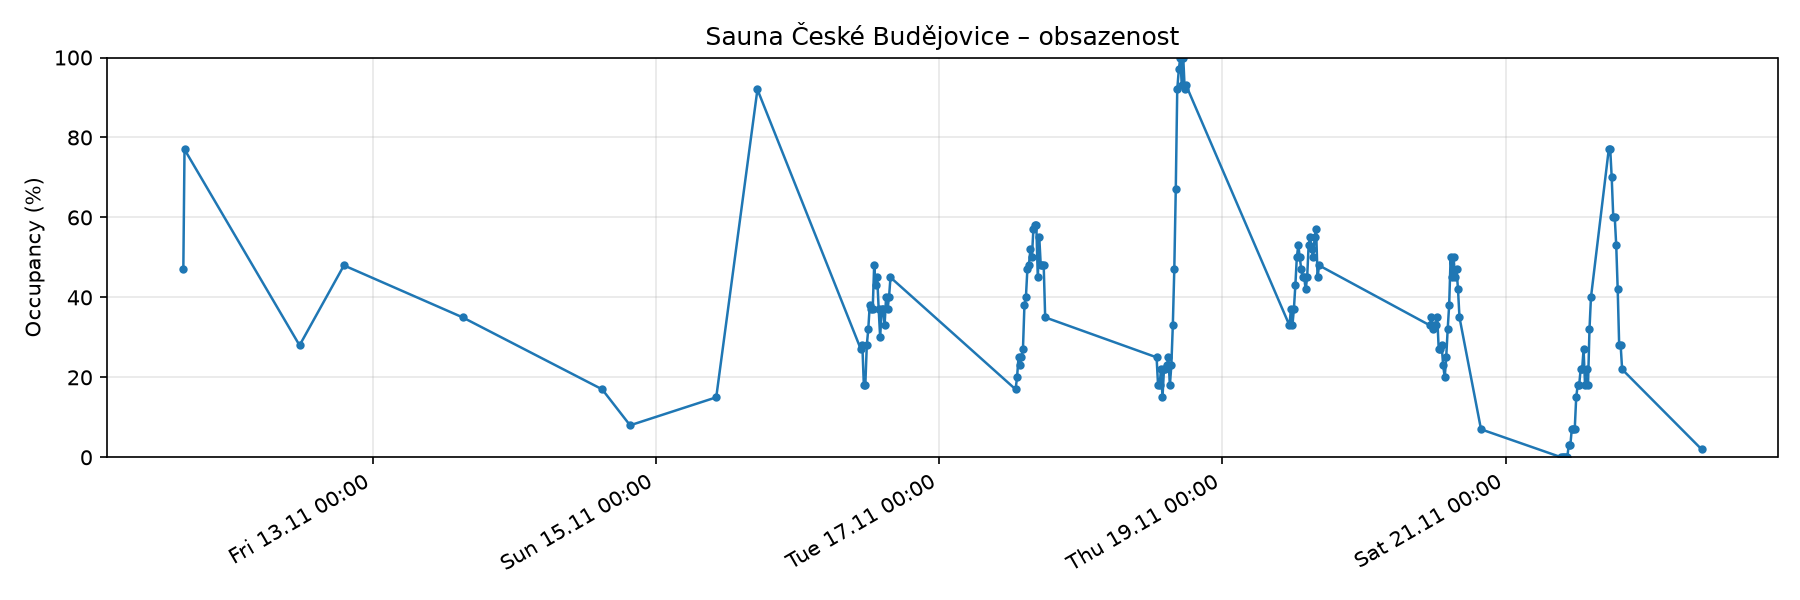 Sauna České Budějovice – obsazenost
Occupancy (%)
100
80
60
40
20
0
Fri 13.11 00:00
Sun 15.11 00:00
Tue 17.11 00:00
Thu 19.11 00:00
Sat 21.11 00:00